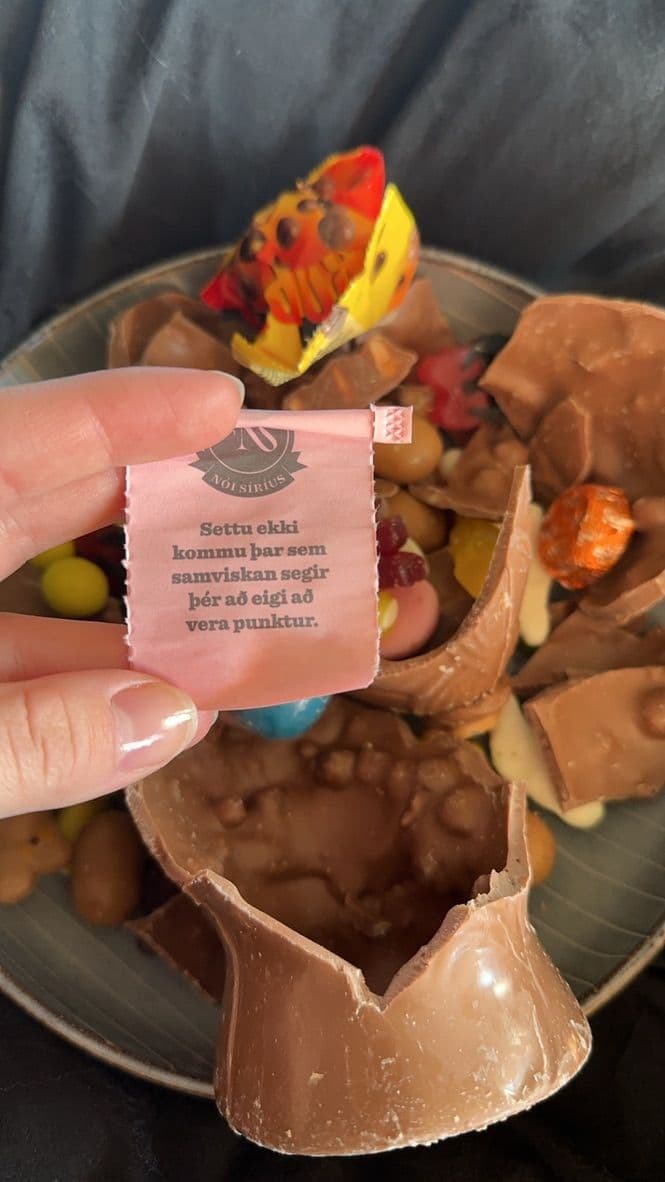 NÓI SÍRÍUS
Settu ekki
kommu þar sem
samviskan segir
þér að eigi að
vera punktur.